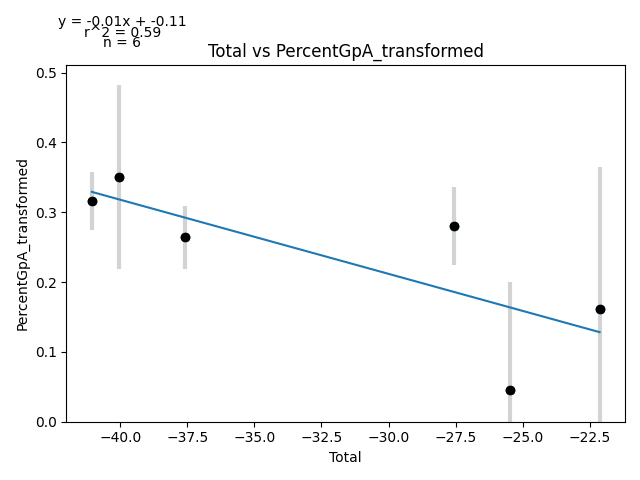 y = -0.01x + -0.11
r^2 = 0.59
n = 6
Total vs PercentGpA_transformed
PercentGpA_transformed
0.5
0.4
0.3
0.2
0.1
0.0
−40.0 −37.5 −35.0 −32.5 −30.0 −27.5 −25.0 −22.5
Total